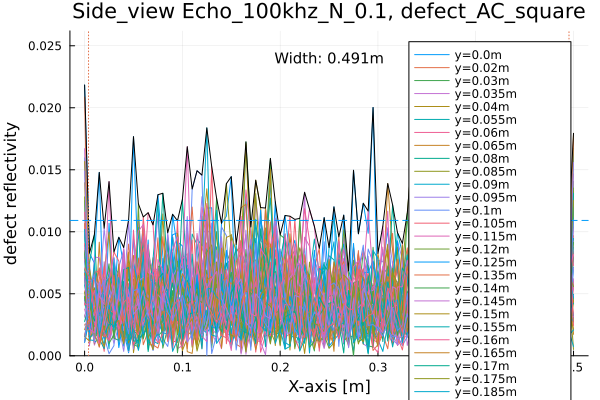 Side_view Echo_100khz_N_0.1, defect_AC_square
Width: 0.491m
defect reflectivity
0.025
0.020
0.015
0.010
0.005
0.000
0.0
0.1
0.2
0.3
.5
X-axis [m]
y=0.0m
y=0.02m
y=0.03m
y=0.035m
y=0.04m
y=0.055m
y=0.06m
y=0.065m
y=0.08m
y=0.085m
y=0.09m
y=0.095m
y=0.1m
y=0.105m
y=0.115m
y=0.12m
y=0.125m
y=0.135m
y=0.14m
y=0.145m
y=0.15m
y=0.155m
y=0.16m
y=0.165m
y=0.17m
y=0.175m
y=0.185m